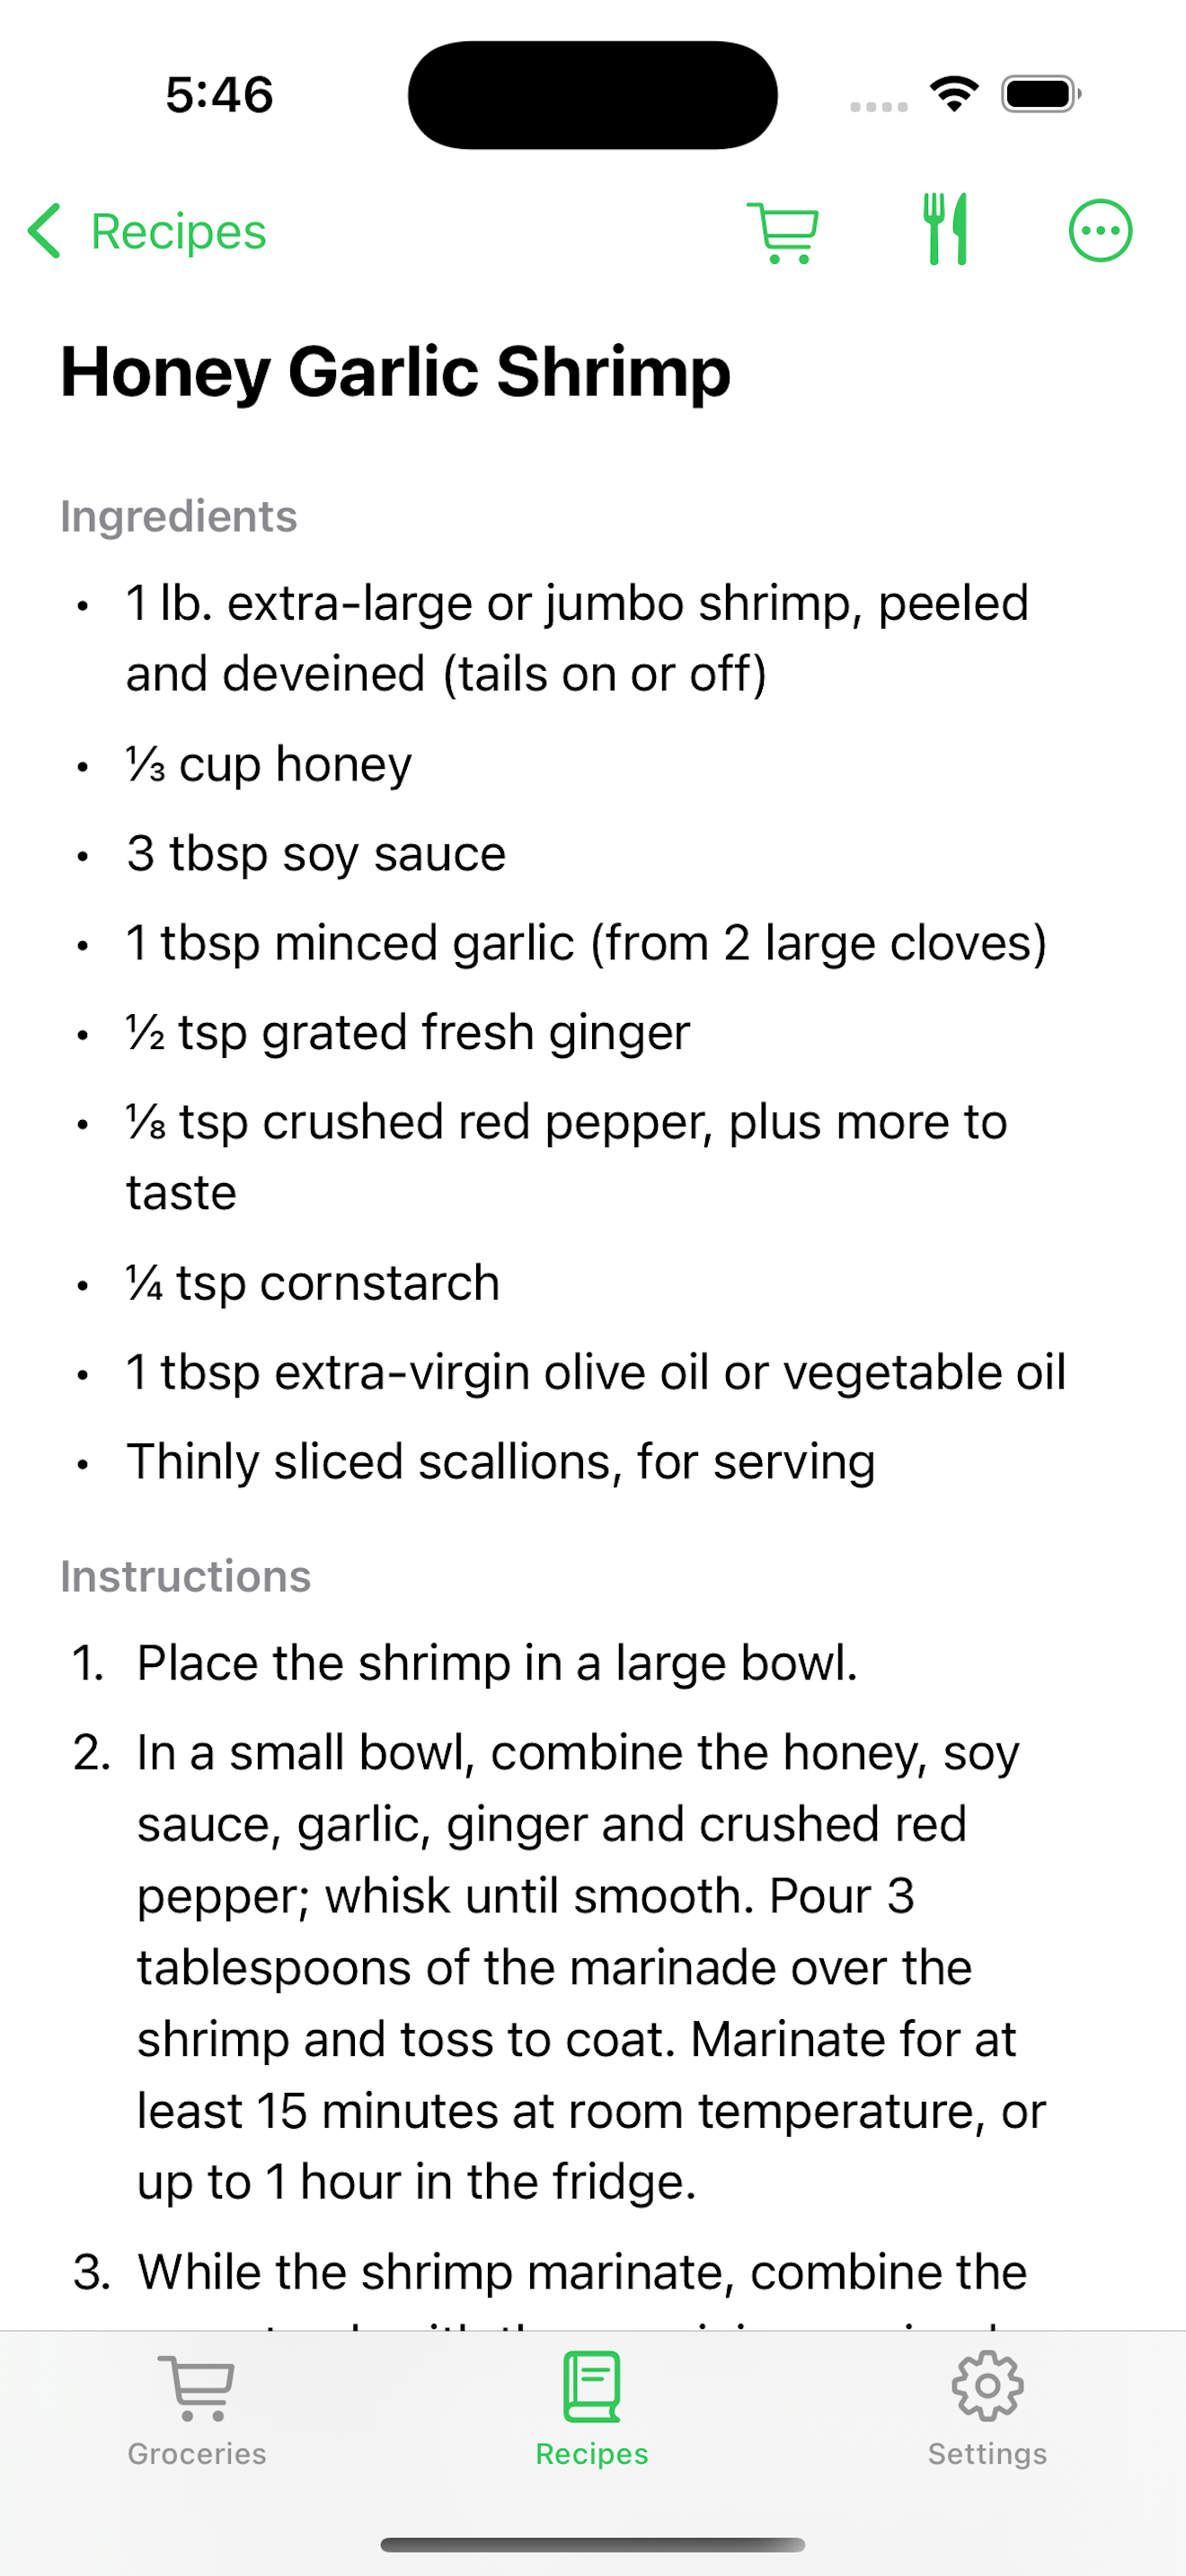 5:46
Recipes
Honey Garlic Shrimp
Ingredients
• 1 lb. extra-large or jumbo shrimp, peeled
and deveined (tails on or off)
• ⅓ cup honey
• 3 tbsp soy sauce
• 1 tbsp minced garlic (from 2 large cloves)
• ½ tsp grated fresh ginger
• ⅛ tsp crushed red pepper, plus more to
taste
• ¼ tsp cornstarch
• 1 tbsp extra-virgin olive oil or vegetable oil
• Thinly sliced scallions, for serving
Instructions
1. Place the shrimp in a large bowl.
2. In a small bowl, combine the honey, soy
sauce, garlic, ginger and crushed red
pepper; whisk until smooth. Pour 3
tablespoons of the marinade over the
shrimp and toss to coat. Marinate for at
least 15 minutes at room temperature, or
up to 1 hour in the fridge.
3. While the shrimp marinate, combine the
Groceries
Recipes
Settings